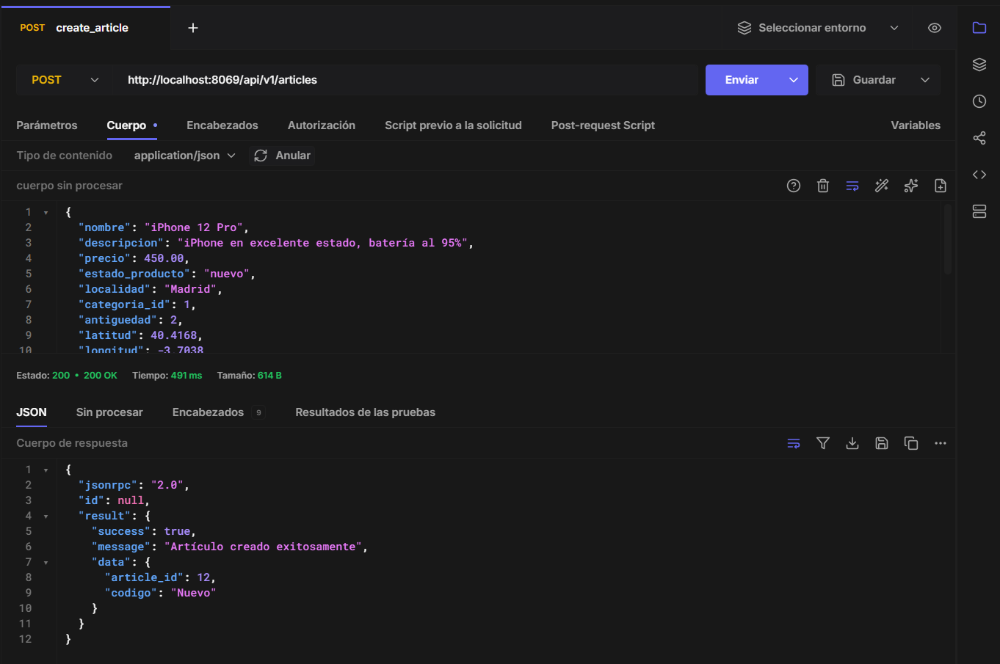 POST create_article
Seleccionar entorno
POST http://localhost:8069/api/v1/articles Enviar Guardar
Parámetros Cuerpo Encabezados Autorización Script previo a la solicitud Post-request Script Variables
Tipo de contenido application/json Anular
cuerpo sin procesar
1 {
2 "nombre": "iPhone 12 Pro",
3 "descripcion": "iPhone en excelente estado, batería al 95%",
4 "precio": 450.00,
5 "estado_producto": "nuevo",
6 "localidad": "Madrid",
7 "categoria_id": 1,
8 "antiguedad": 2,
9 "latitud": 40.4168,
10 "longitud": -3.7038
Estado: 200 • 200 OK Tiempo: 491 ms Tamaño: 614 B
JSON Sin procesar Encabezados 9 Resultados de las pruebas
Cuerpo de respuesta
1 {
2 "jsonrpc": "2.0",
3 "id": null,
4 "result": {
5 "success": true,
6 "message": "Artículo creado exitosamente",
7 "data": {
8 "article_id": 12,
9 "codigo": "Nuevo"
10 }
11 }
12 }